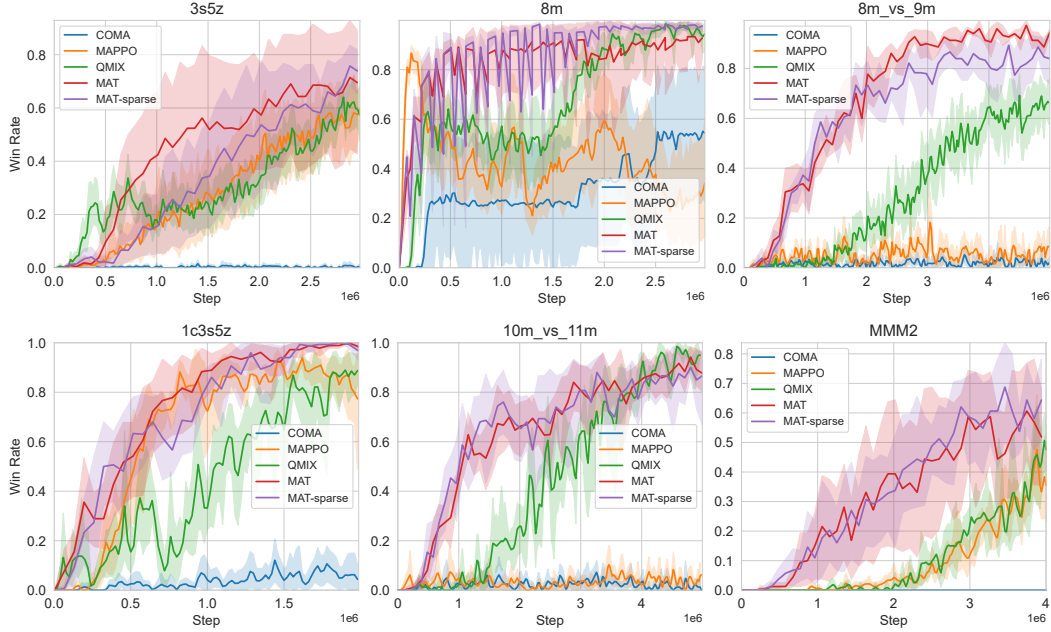 3s5z
8m
8m_vs_9m
COMA
MAPPO
QMIX
MAT
MAT-sparse
Win Rate
0.8
0.6
0.4
0.2
0.0
0.0 0.5 1.0 1.5 2.0 2.5
Step
1e6
COMA
MAPPO
QMIX
MAT
MAT-sparse
0.8
0.6
0.4
0.2
0.0
0.0 0.5 1.0 1.5 2.0 2.5
Step
1e6
COMA
MAPPO
QMIX
MAT
MAT-sparse
0.8
0.6
0.4
0.2
0.0
0 1 2 3 4
Step
1e6
1c3s5z
10m_vs_11m
MMM2
Win Rate
1.0
0.8
0.6
0.4
0.2
0.0
COMA
MAPPO
QMIX
MAT
MAT-sparse
0.0 0.5 1.0 1.5
Step
1e6
1.0
0.8
0.6
0.4
0.2
0.0
COMA
MAPPO
QMIX
MAT
MAT-sparse
0 1 2 3 4
Step
1e6
COMA
MAPPO
QMIX
MAT
MAT-sparse
0.8
0.7
0.6
0.5
0.4
0.3
0.2
0.1
0.0
0 1 2 3 4
Step
1e6